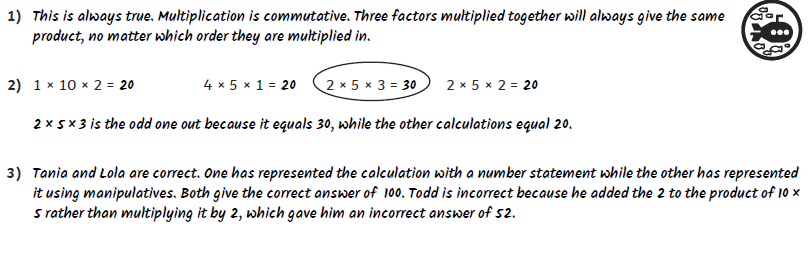 1) This is always true. Multiplication is commutative. Three factors multiplied together will always give the same
product, no matter which order they are multiplied in.
2) 1 × 10 × 2 = 20 4 × 5 × 1 = 20 2 × 5 × 3 = 30 2 × 5 × 2 = 20
2 × 5 × 3 is the odd one out because it equals 30, while the other calculations equal 20.
3) Tania and Lola are correct. One has represented the calculation with a number statement while the other has represented
it using manipulatives. Both give the correct answer of 100. Todd is incorrect because he added the 2 to the product of 10 ×
5 rather than multiplying it by 2, which gave him an incorrect answer of 52.